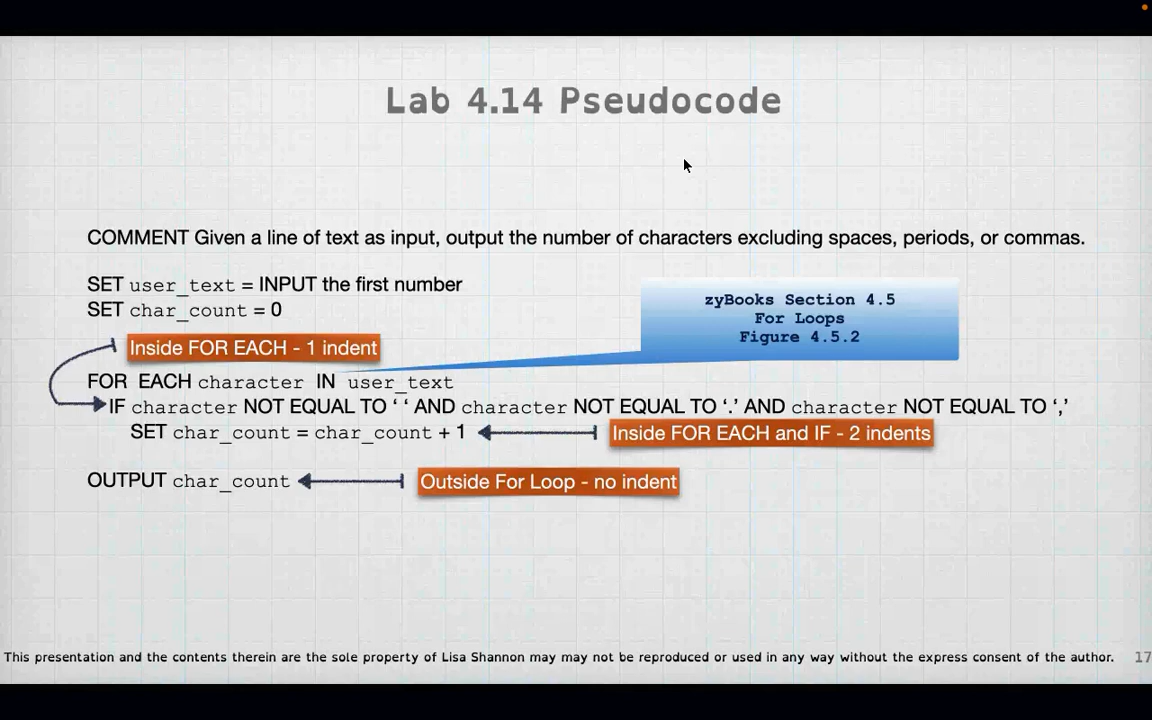 Lab 4.14 Pseudocode
COMMENT Given a line of text as input, output the number of characters excluding spaces, periods, or commas.
SET user_text = INPUT the first number
SET char_count = 0
zyBooks Section 4.5
For Loops
Figure 4.5.2
Inside FOR EACH - 1 indent
FOR EACH character IN user_text
IF character NOT EQUAL TO ‘ ‘ AND character NOT EQUAL TO ‘.’ AND character NOT EQUAL TO ‘,’
SET char_count = char_count + 1
Inside FOR EACH and IF - 2 indents
OUTPUT char_count
Outside For Loop - no indent
This presentation and the contents therein are the sole property of Lisa Shannon may may not be reproduced or used in any way without the express consent of the author.
17